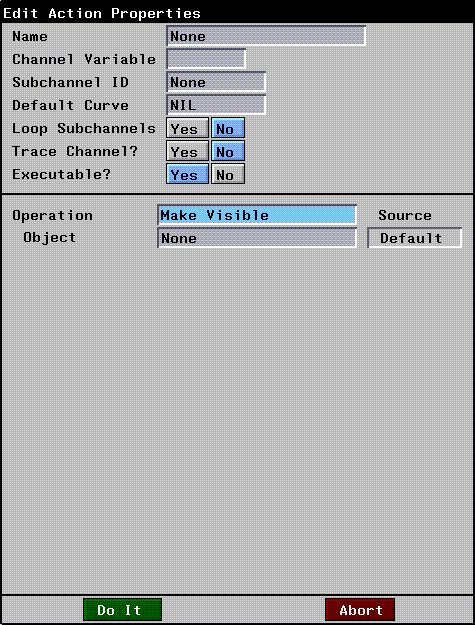 Edit Action Properties
Name None
Channel Variable
Subchannel ID None
Default Curve NIL
Loop Subchannels Yes No
Trace Channel? Yes No
Executable? Yes No
Operation Make Visible Source
Object None Default
Do It Abort